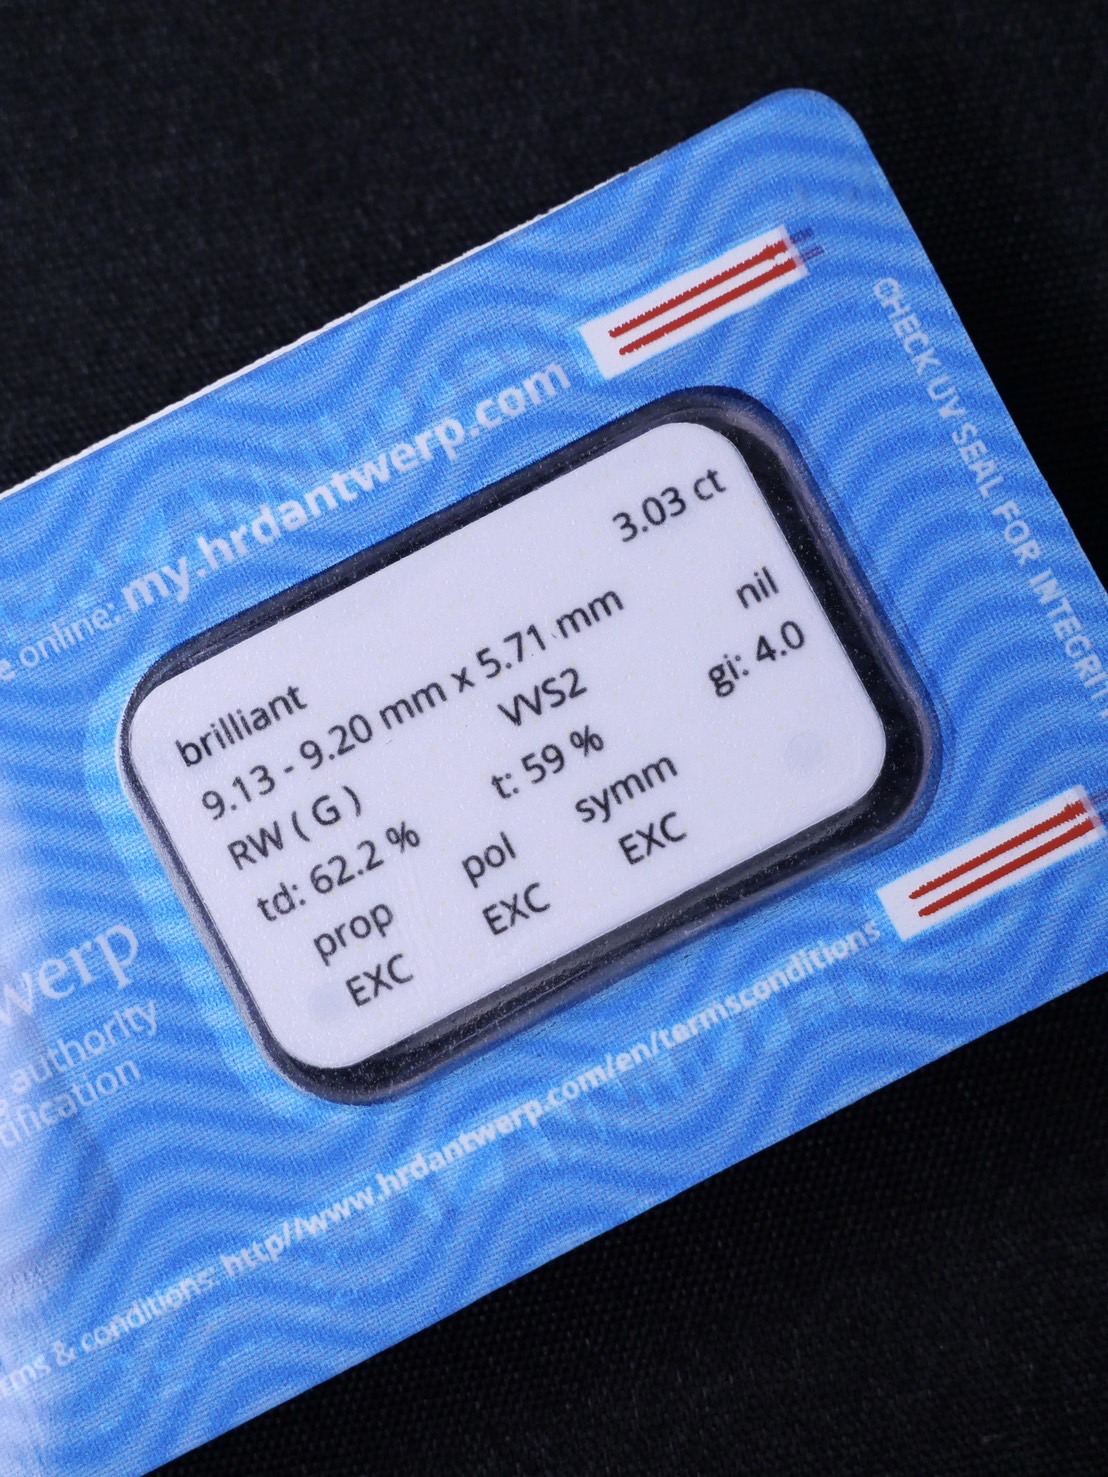 online: my.hrdantwerp.com
CHECK UV SEAL FOR
brilliant 3.03 ct
9.13 - 9.20 mm x 5.71 mm nil
RW ( G ) VVS2 gi: 4.0
td: 62.2 % t: 59 %
prop pol symm
EXC EXC EXC
werp
authority
tification
ms & conditions: http//www.hrdantwerp.com/en/termsconditions